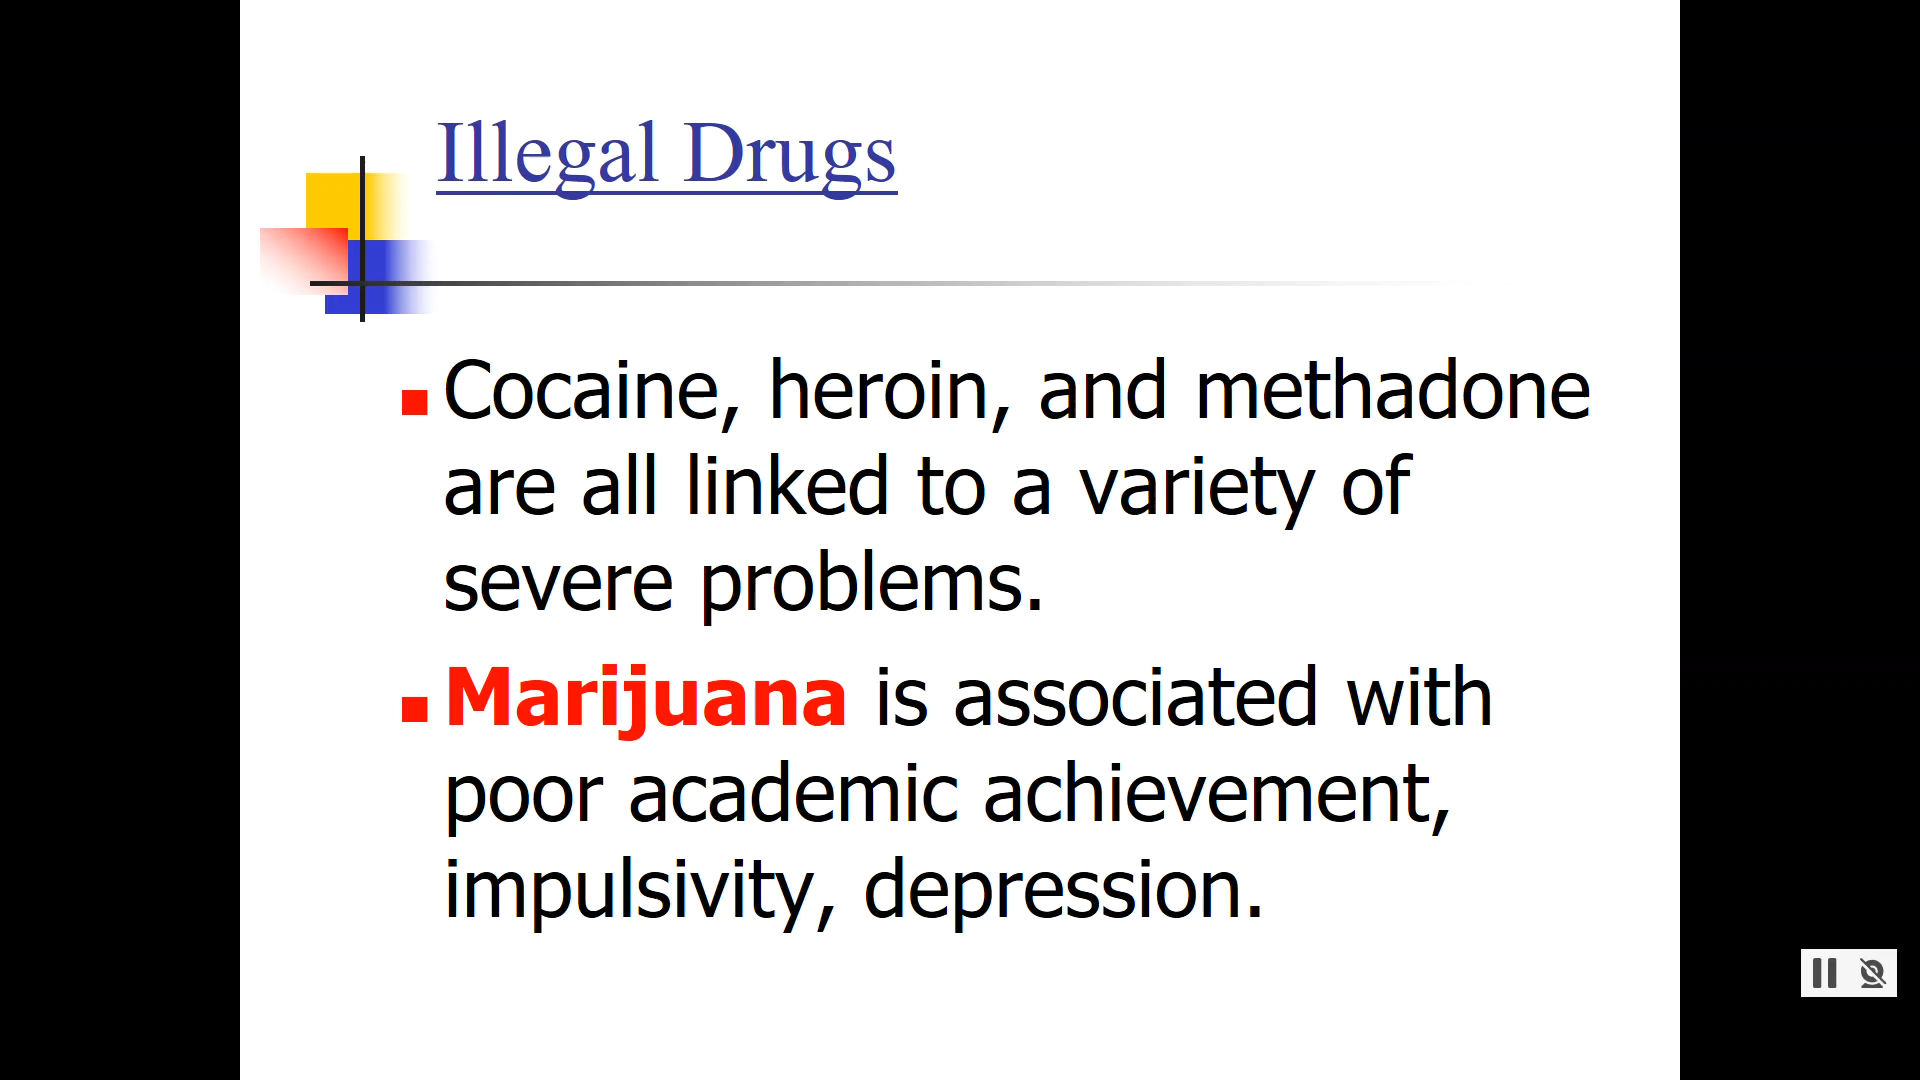 Illegal Drugs
Cocaine, heroin, and methadone
are all linked to a variety of
severe problems.
Marijuana is associated with
poor academic achievement,
impulsivity, depression.